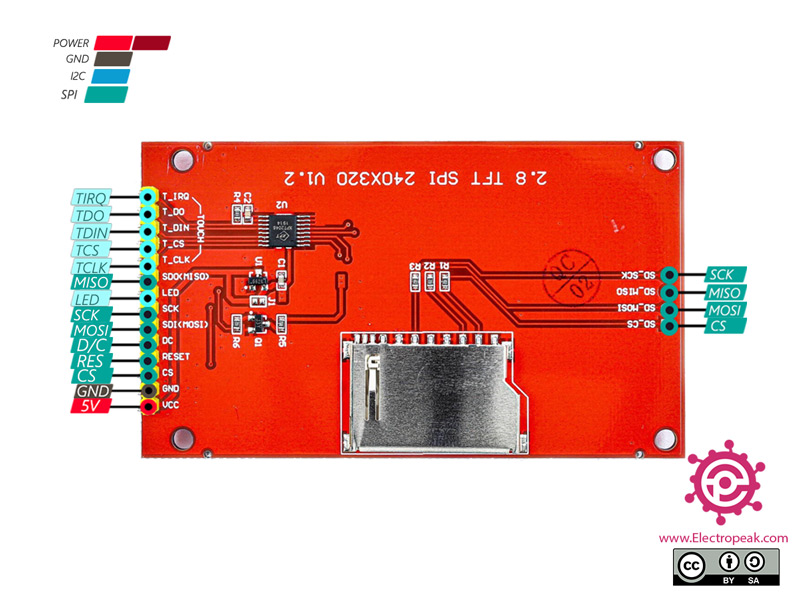 POWER
GND
I2C
SPI
2.8 TFT SPI 240X320 V1.2
TIRQ
TDO
TDIN
TCS
TCLK
MISO
LED
SCK
MOSI
D/C
RES
CS
GND
5V
T_IRQ
T_DO
T_DIN
T_CS
T_CLK
SDO(MISO)
LED
SCK
SDI(MOSI)
DC
RESET
CS
GND
VCC
TOUCH
R4
C2
U2
U1
C1
J1
R6
Q1
R5
R3
R2
R1
QC
02
SD_SCK
SD_MISO
SD_MOSI
SD_CS
SCK
MISO
MOSI
CS
www.Electropeak.com
cc
BY SA